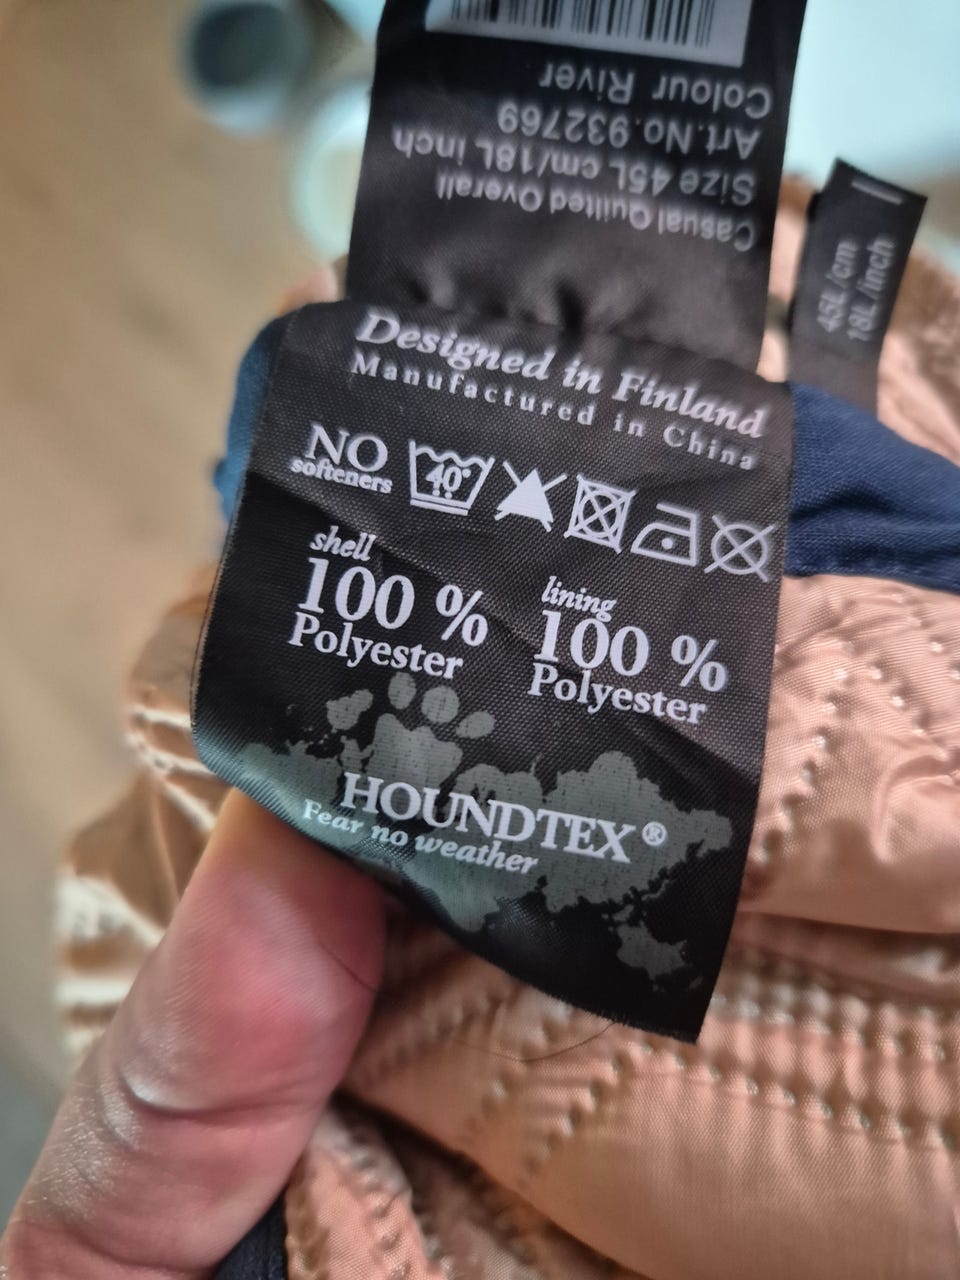 Designed in Finland
Manufactured in China
NO
softeners
40°
shell
100 %
Polyester
lining
100 %
Polyester
HOUNDTEX®
Fear no weather
Casual Quilted Overall
Size 45L cm/18L inch
Art.No.932769
Colour River
45L/cm
18L/inch